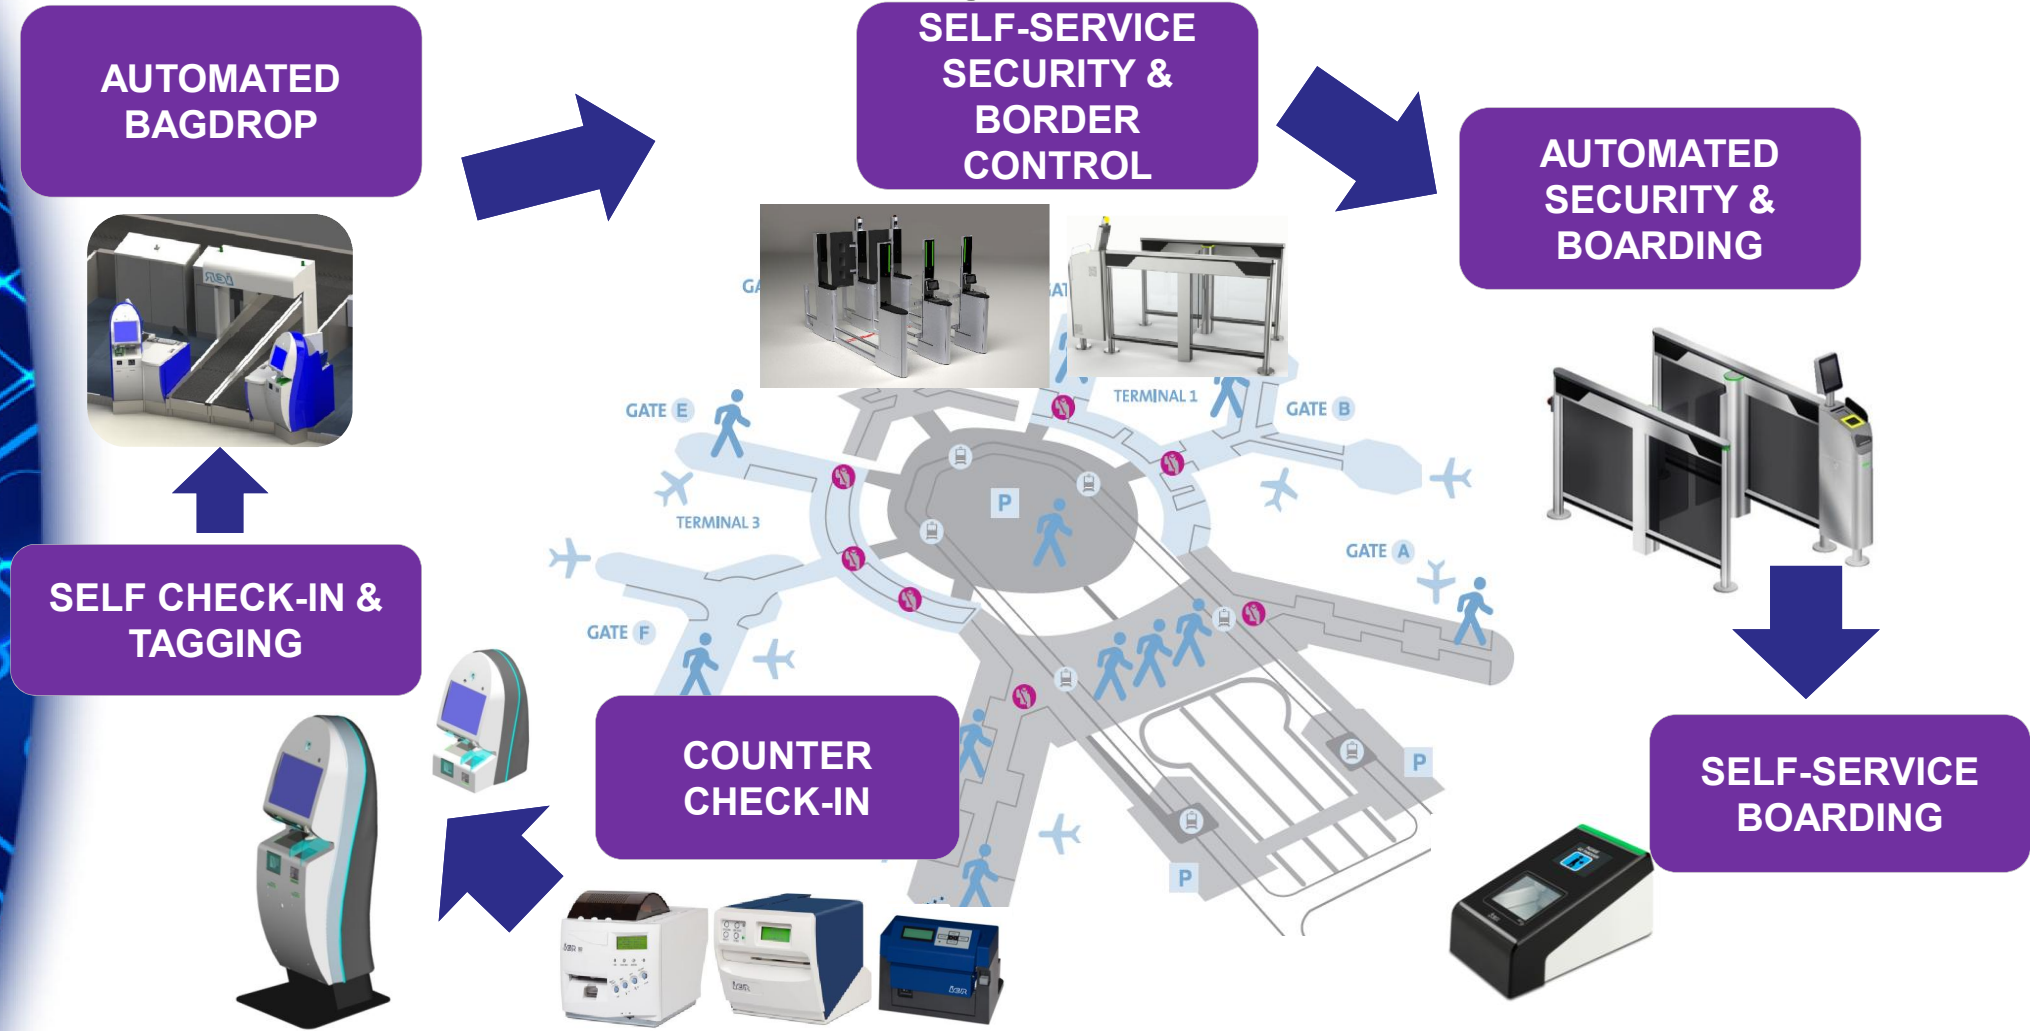 AUTOMATED
BAGDROP
SELF-SERVICE
SECURITY &
BORDER
CONTROL
AUTOMATED
SECURITY &
BOARDING
SELF CHECK-IN &
TAGGING
COUNTER
CHECK-IN
SELF-SERVICE
BOARDING
GATE E
TERMINAL 1
GATE B
TERMINAL 3
P
GATE A
GATE F
P
P